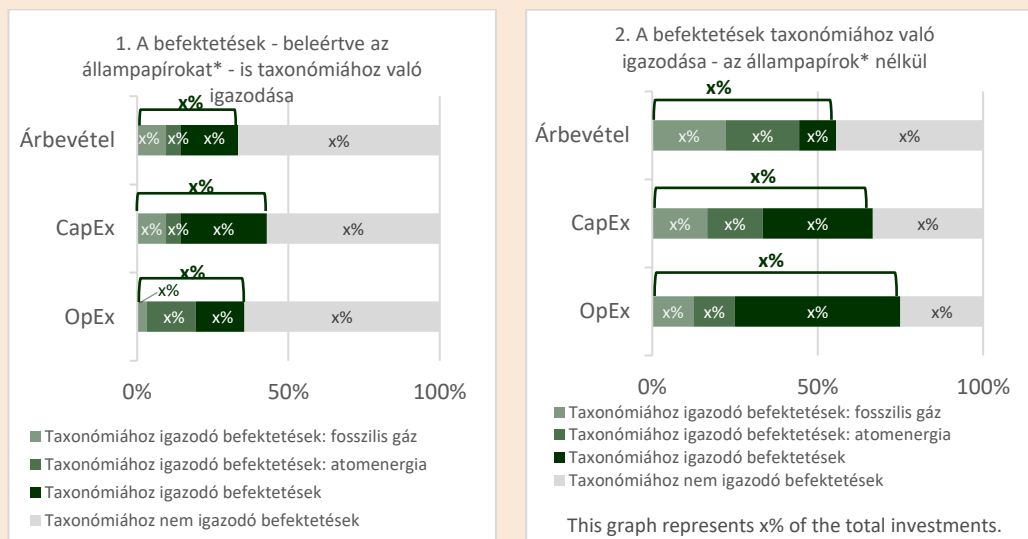 1. A befektetések - beleértve az
állampapírokat* - is taxonómiához való
igazodása
x%
Árbevétel
x% x% x% x%
x%
CapEx
x% x% x% x%
x%
x%
OpEx
x% x% x%
0% 50% 100%
Taxonómiához igazodó befektetések: fosszilis gáz
Taxonómiához igazodó befektetések: atomenergia
Taxonómiához igazodó befektetések
Taxonómiához nem igazodó befektetések
2. A befektetések taxonómiához való
igazodása - az állampapírok* nélkül
x%
Árbevétel
x% x% x% x%
x%
CapEx
x% x% x% x%
x%
OpEx
x% x% x% x%
0% 50% 100%
Taxonómiához igazodó befektetések: fosszilis gáz
Taxonómiához igazodó befektetések: atomenergia
Taxonómiához igazodó befektetések
Taxonómiához nem igazodó befektetések
This graph represents x% of the total investments.